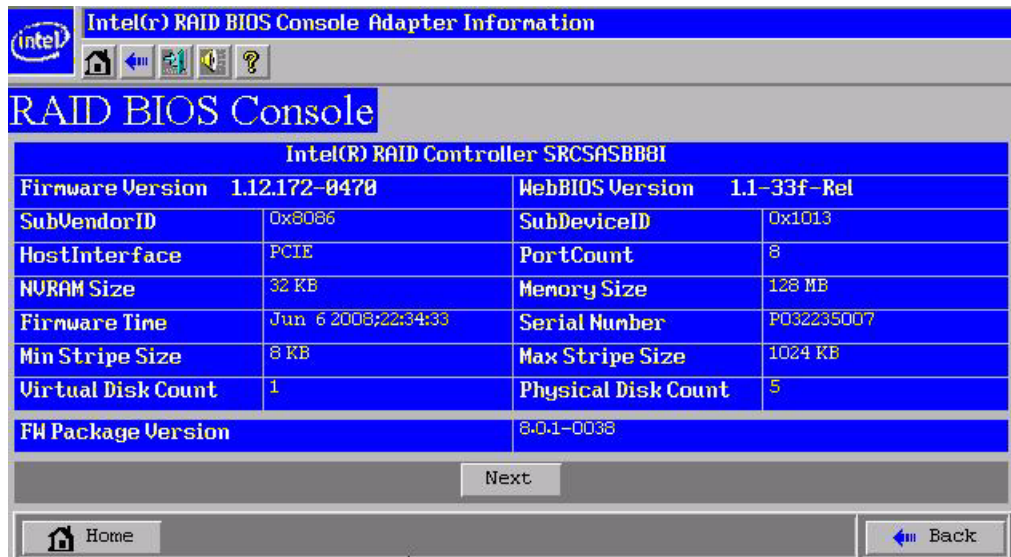 intel
Intel(r) RAID BIOS Console Adapter Information
?
RAID BIOS Console
Intel(R) RAID Controller SRCSASBB8I
Firmware Version 1.12.172-0470 WebBIOS Version 1.1-33f-Rel
SubVendorID 0x8086 SubDeviceID 0x1013
HostInterface PCIE PortCount 8
NVRAM Size 32 KB Memory Size 128 MB
Firmware Time Jun 6 2008;22:34:33 Serial Number P032235007
Min Stripe Size 8 KB Max Stripe Size 1024 KB
Virtual Disk Count 1 Physical Disk Count 5
FW Package Version 8.0.1-0038
Next
Home Back